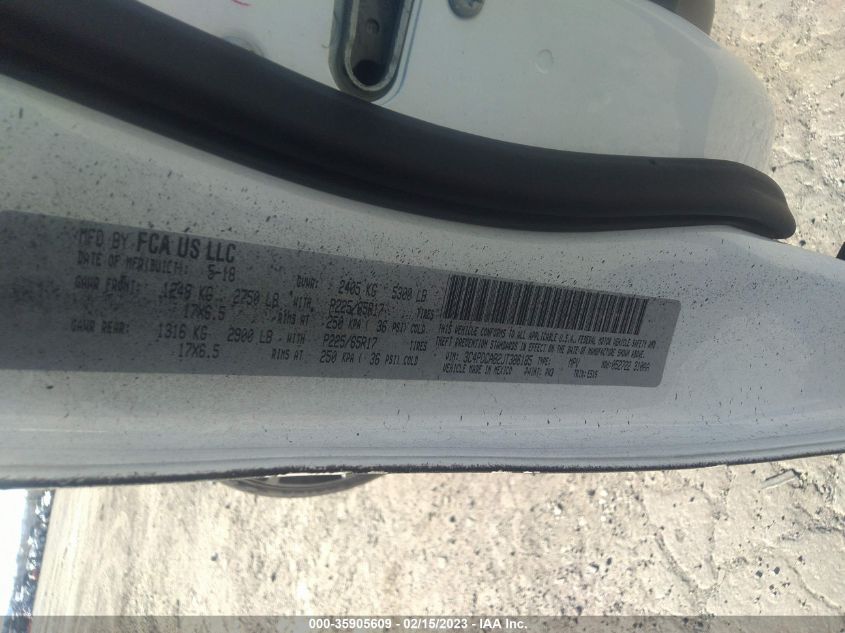 MFD BY FCA US LLC
DATE OF MFR: 5-18 GVWR: 2405 KG 5300 LB
GAWR FRONT: 1248 KG 2750 LB WITH P225/65R17 TIRES
17X6.5 RIMS AT 250 KPA ( 36 PSI) COLD
GAWR REAR: 1316 KG 2900 LB WITH P225/65R17 TIRES
17X6.5 RIMS AT 250 KPA ( 36 PSI) COLD
THIS VEHICLE CONFORMS TO ALL APPLICABLE U.S.A. FEDERAL MOTOR VEHICLE SAFETY AND
THEFT PREVENTION STANDARDS IN EFFECT ON THE DATE OF MANUFACTURE SHOWN ABOVE.
VIN: 3C4PDCAB2JT386185 TYPE: MPV
VEHICLE MADE IN MEXICO PAINT: PW3 TRIM:
000-35905609 - 02/15/2023 - IAA Inc.